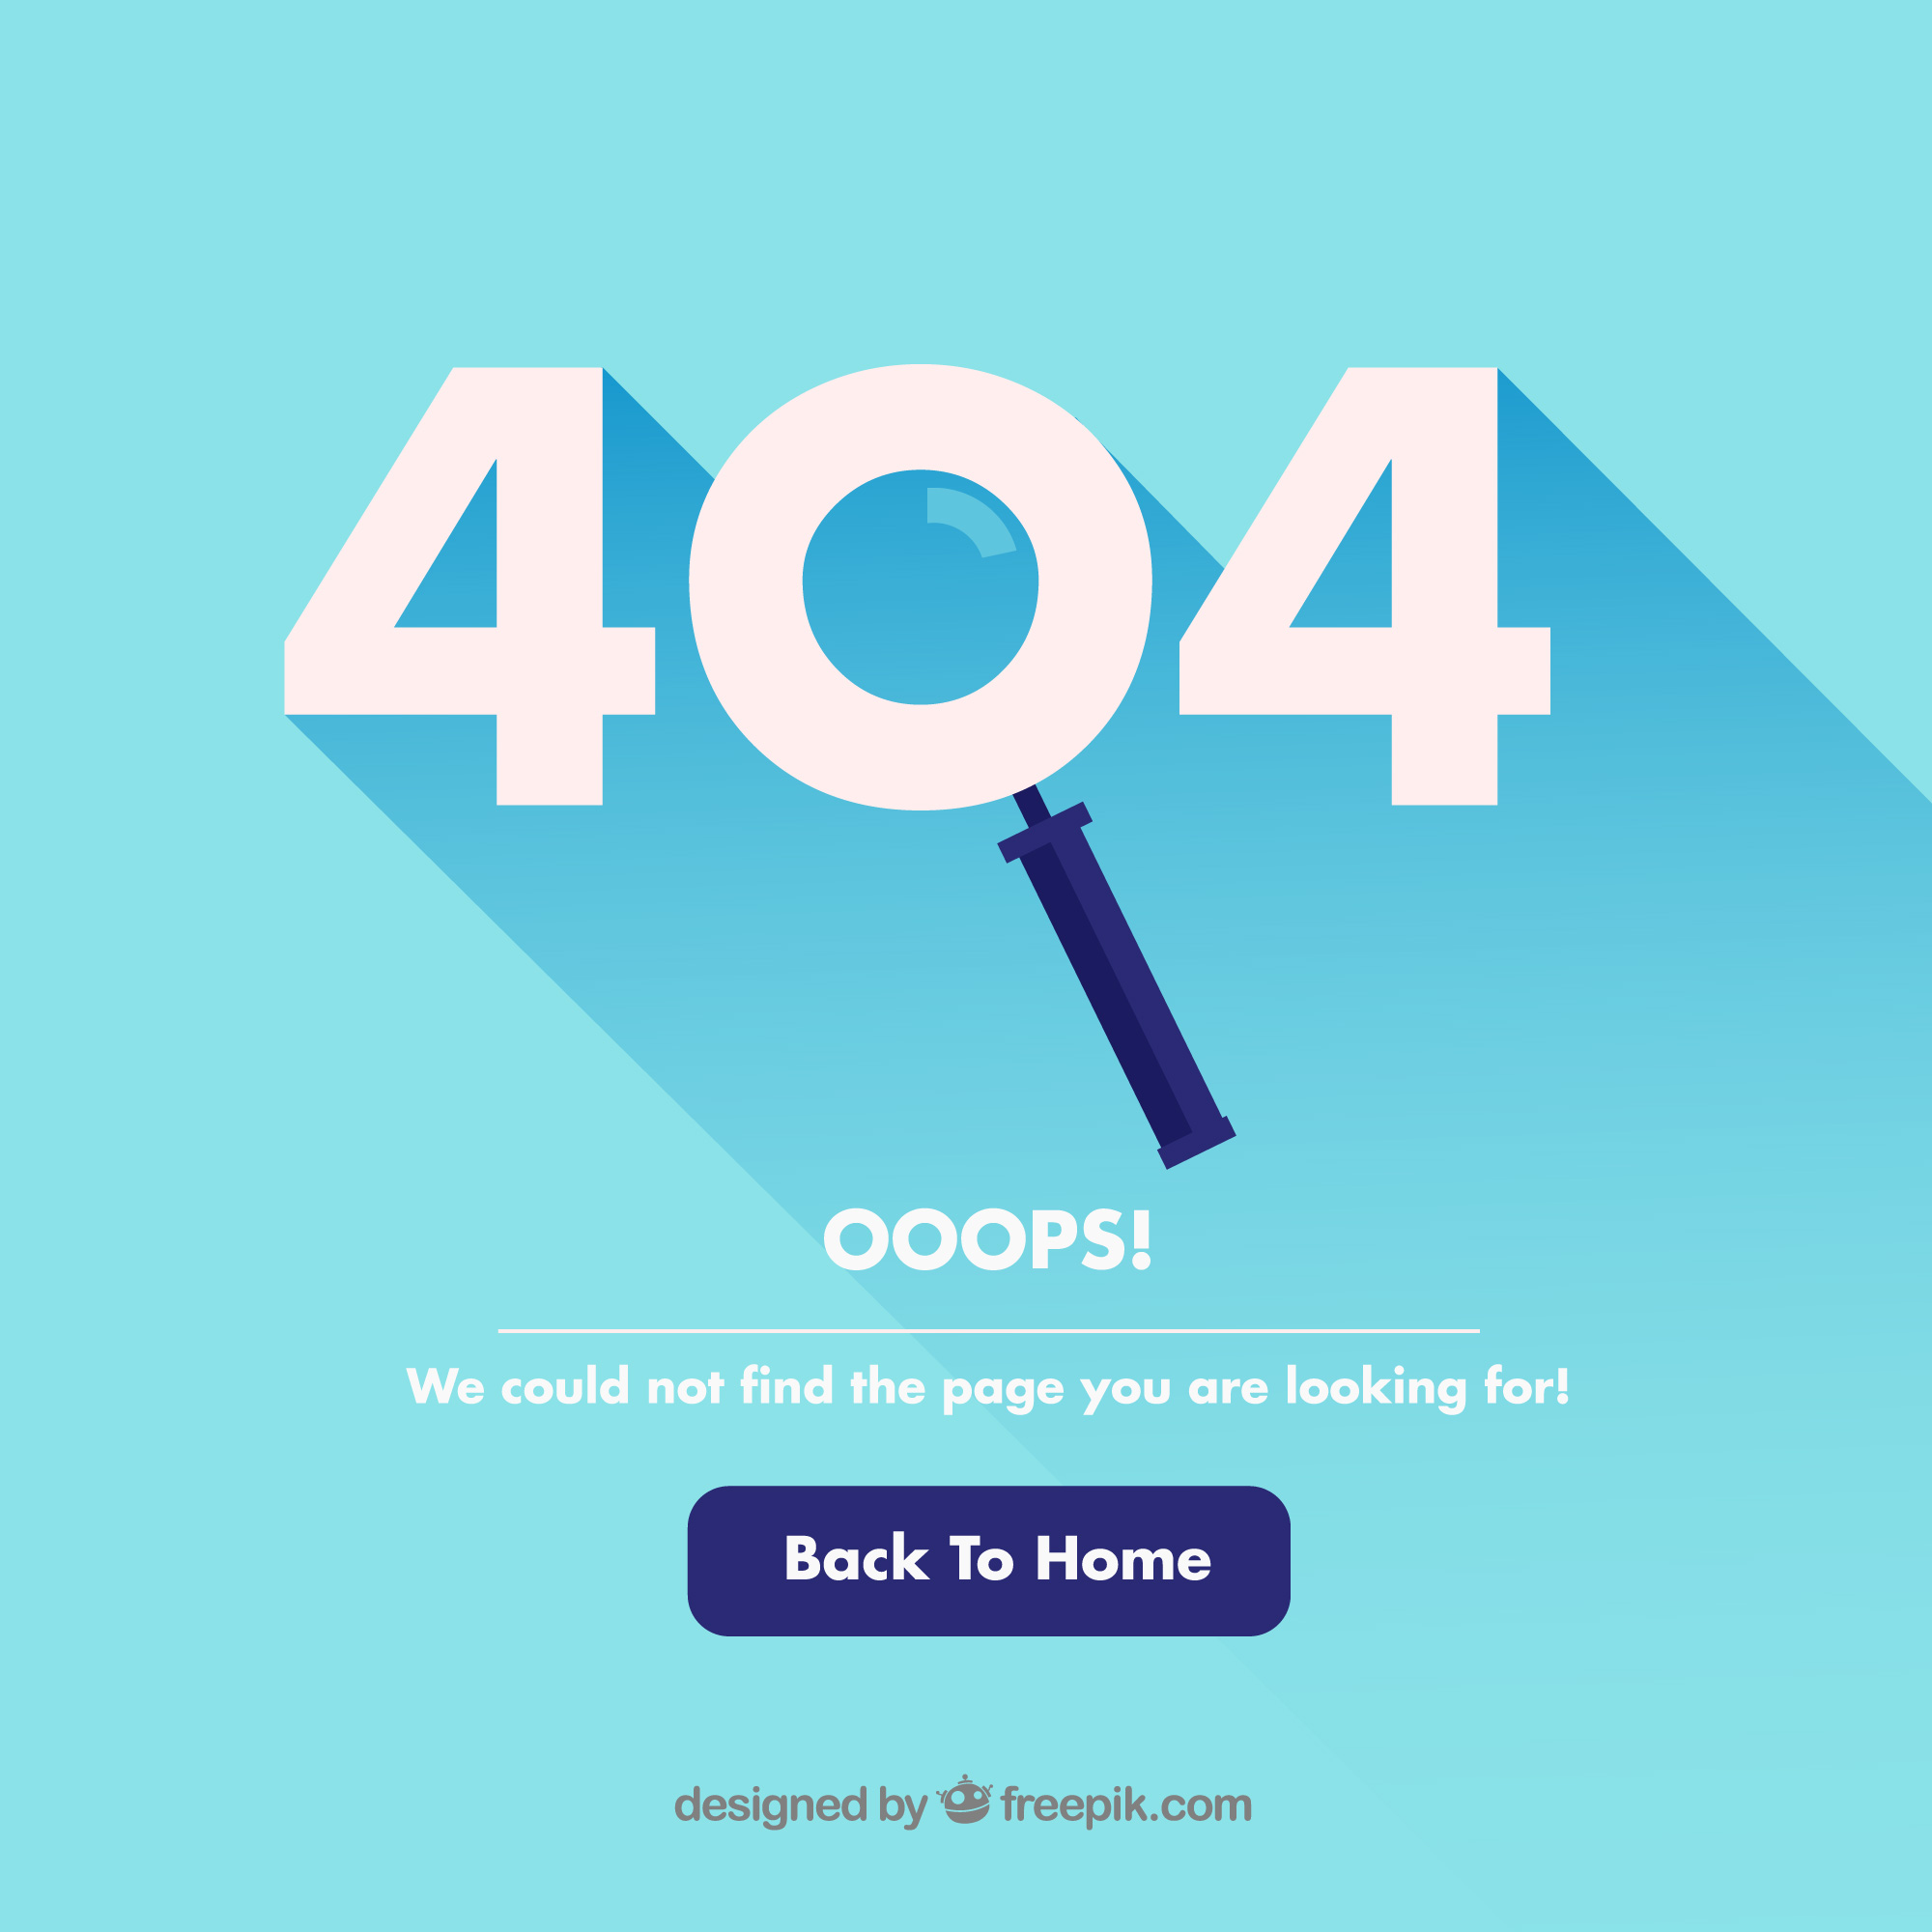 404
OOOPS!
We could not find the page you are looking for!
Back To Home
designed by freepik.com